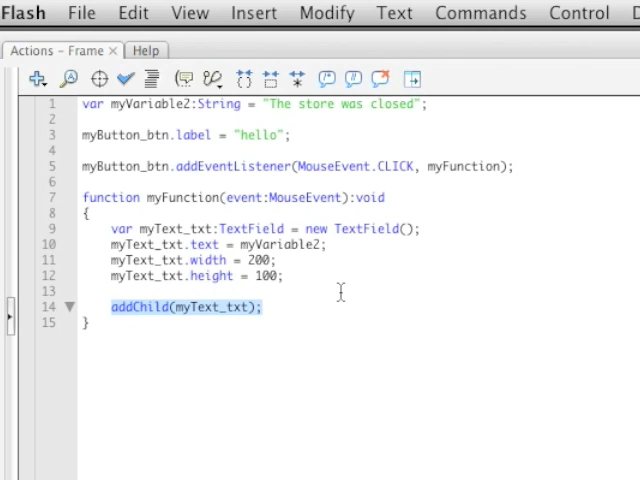 Flash File Edit View Insert Modify Text Commands Control
Actions – Frame Help
1 var myVariable2:String = "The store was closed";
2
3 myButton_btn.label = "hello";
4
5 myButton_btn.addEventListener(MouseEvent.CLICK, myFunction);
6
7 function myFunction(event:MouseEvent):void
8 {
9 var myText_txt:TextField = new TextField();
10 myText_txt.text = myVariable2;
11 myText_txt.width = 200;
12 myText_txt.height = 100;
13
14 addChild(myText_txt);
15 }